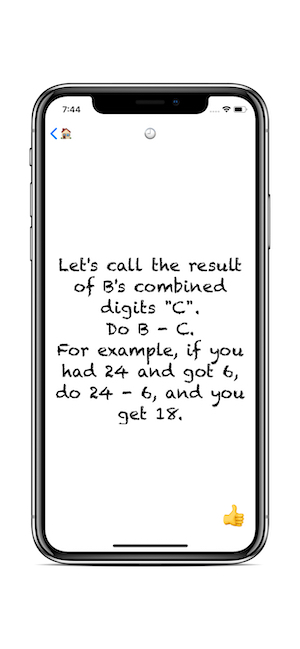 7:44
Let's call the result
of B's combined
digits "C".
Do B - C.
For example, if you
had 24 and got 6,
do 24 - 6, and you
get 18.